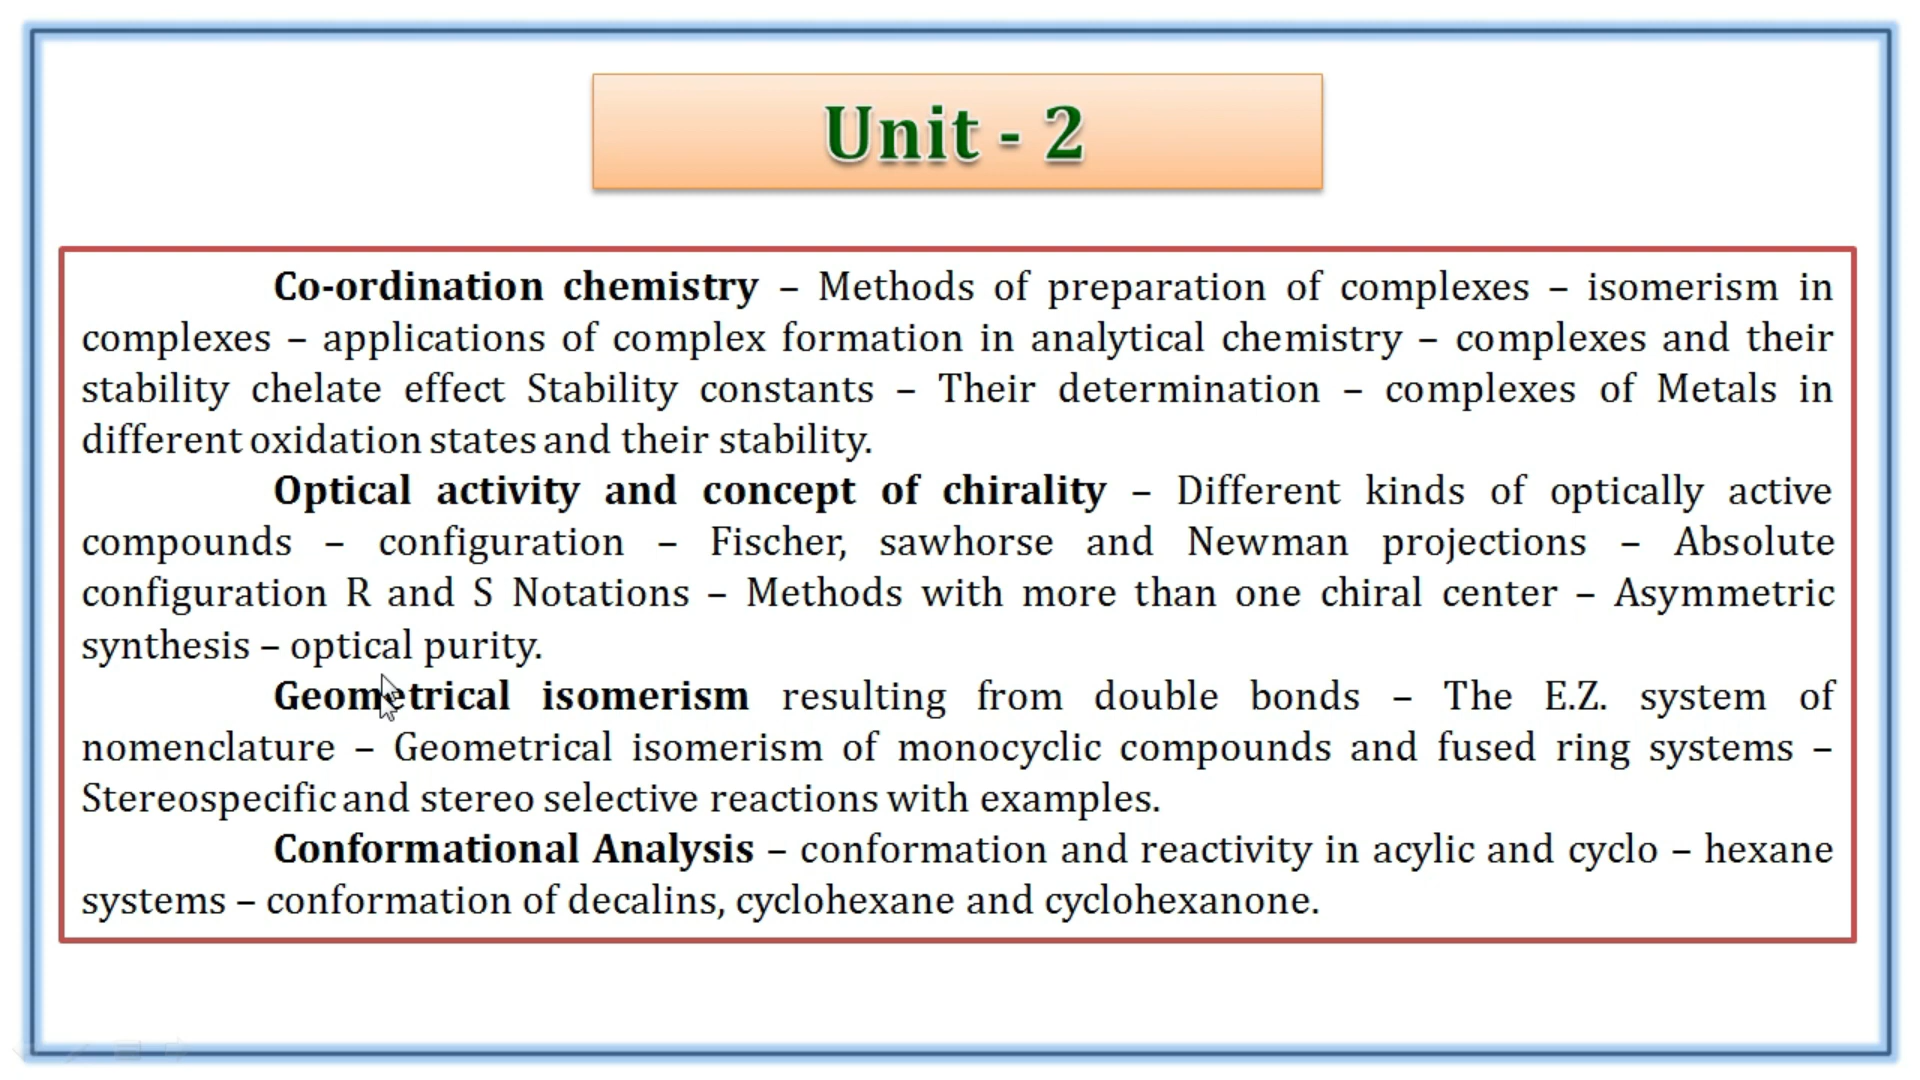 Unit - 2
Co-ordination chemistry – Methods of preparation of complexes – isomerism in
complexes – applications of complex formation in analytical chemistry – complexes and their
stability chelate effect Stability constants – Their determination – complexes of Metals in
different oxidation states and their stability.
Optical activity and concept of chirality – Different kinds of optically active
compounds – configuration – Fischer, sawhorse and Newman projections – Absolute
configuration R and S Notations – Methods with more than one chiral center – Asymmetric
synthesis – optical purity.
Geometrical isomerism resulting from double bonds – The E.Z. system of
nomenclature – Geometrical isomerism of monocyclic compounds and fused ring systems –
Stereospecific and stereo selective reactions with examples.
Conformational Analysis – conformation and reactivity in acylic and cyclo – hexane
systems – conformation of decalins, cyclohexane and cyclohexanone.